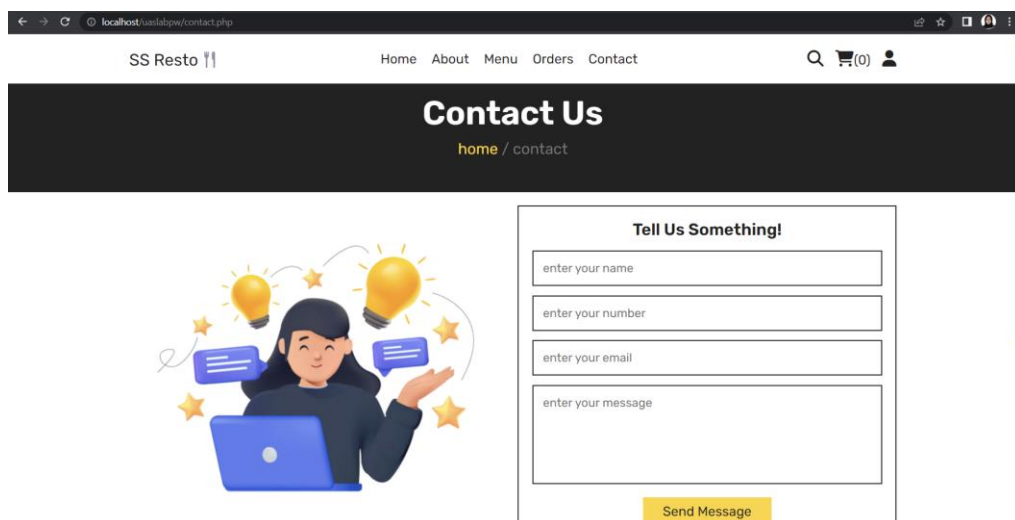 localhost/uaslabpw/contact.php
SS Resto
Home About Menu Orders Contact
(0)
Contact Us
home / contact
Tell Us Something!
enter your name
enter your number
enter your email
enter your message
Send Message